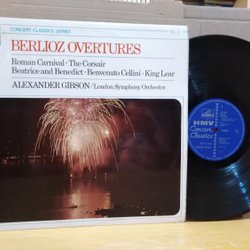 CONCERT CLASSICS SERIES
BERLIOZ OVERTURES
Roman Carnival · The Corsair
Beatrice and Benedict · Benvenuto Cellini · King Lear
ALEXANDER GIBSON/London Symphony Orchestra
HMV
Concert
Classics